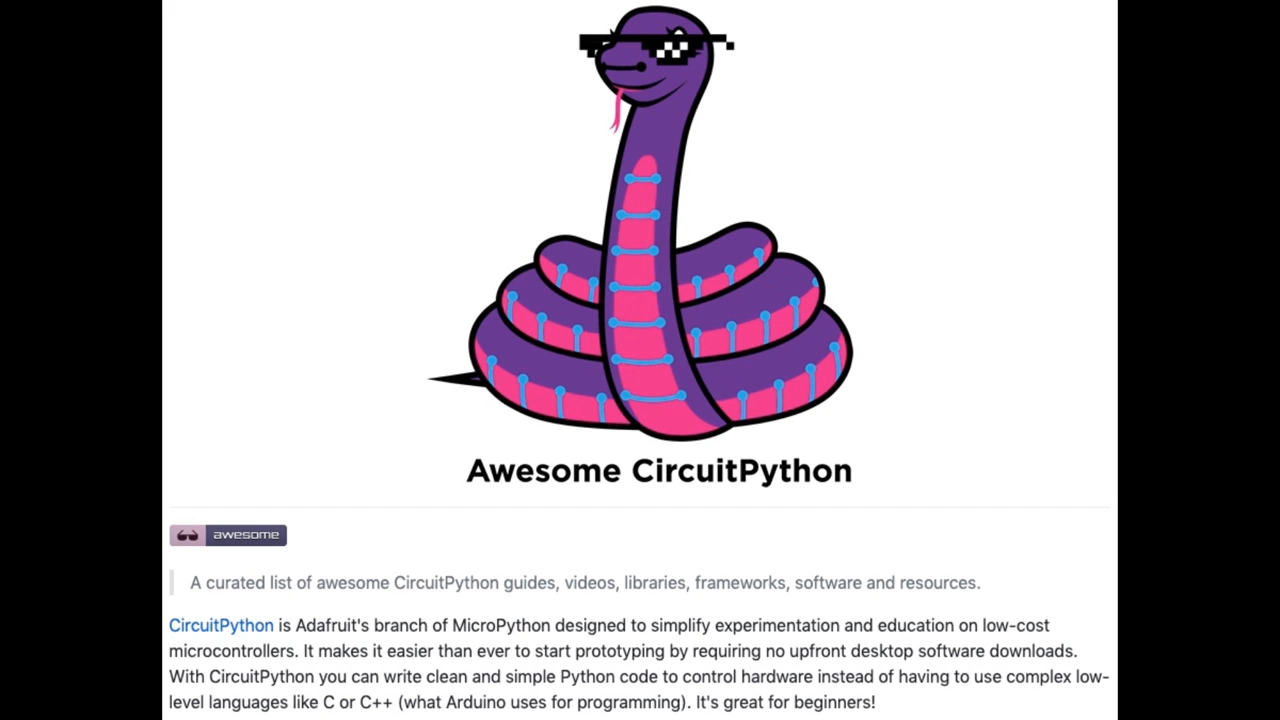 Awesome CircuitPython
awesome
A curated list of awesome CircuitPython guides, videos, libraries, frameworks, software and resources.
CircuitPython is Adafruit's branch of MicroPython designed to simplify experimentation and education on low-cost
microcontrollers. It makes it easier than ever to start prototyping by requiring no upfront desktop software downloads.
With CircuitPython you can write clean and simple Python code to control hardware instead of having to use complex low-
level languages like C or C++ (what Arduino uses for programming). It's great for beginners!